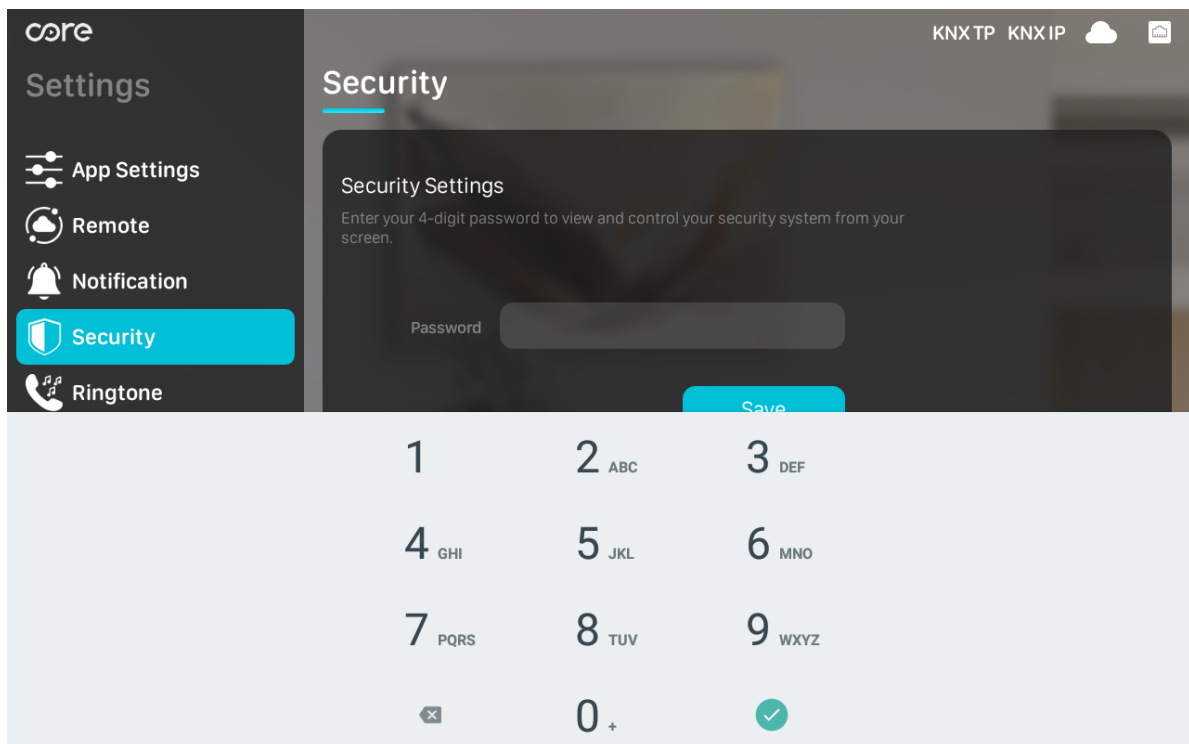 core
KNX TP KNX IP
Settings
Security
App Settings
Remote
Notification
Security
Ringtone
Security Settings
Enter your 4-digit password to view and control your security system from your
screen.
Password
Save
1
2 ABC
3 DEF
4 GHI
5 JKL
6 MNO
7 PQRS
8 TUV
9 WXYZ
0 +